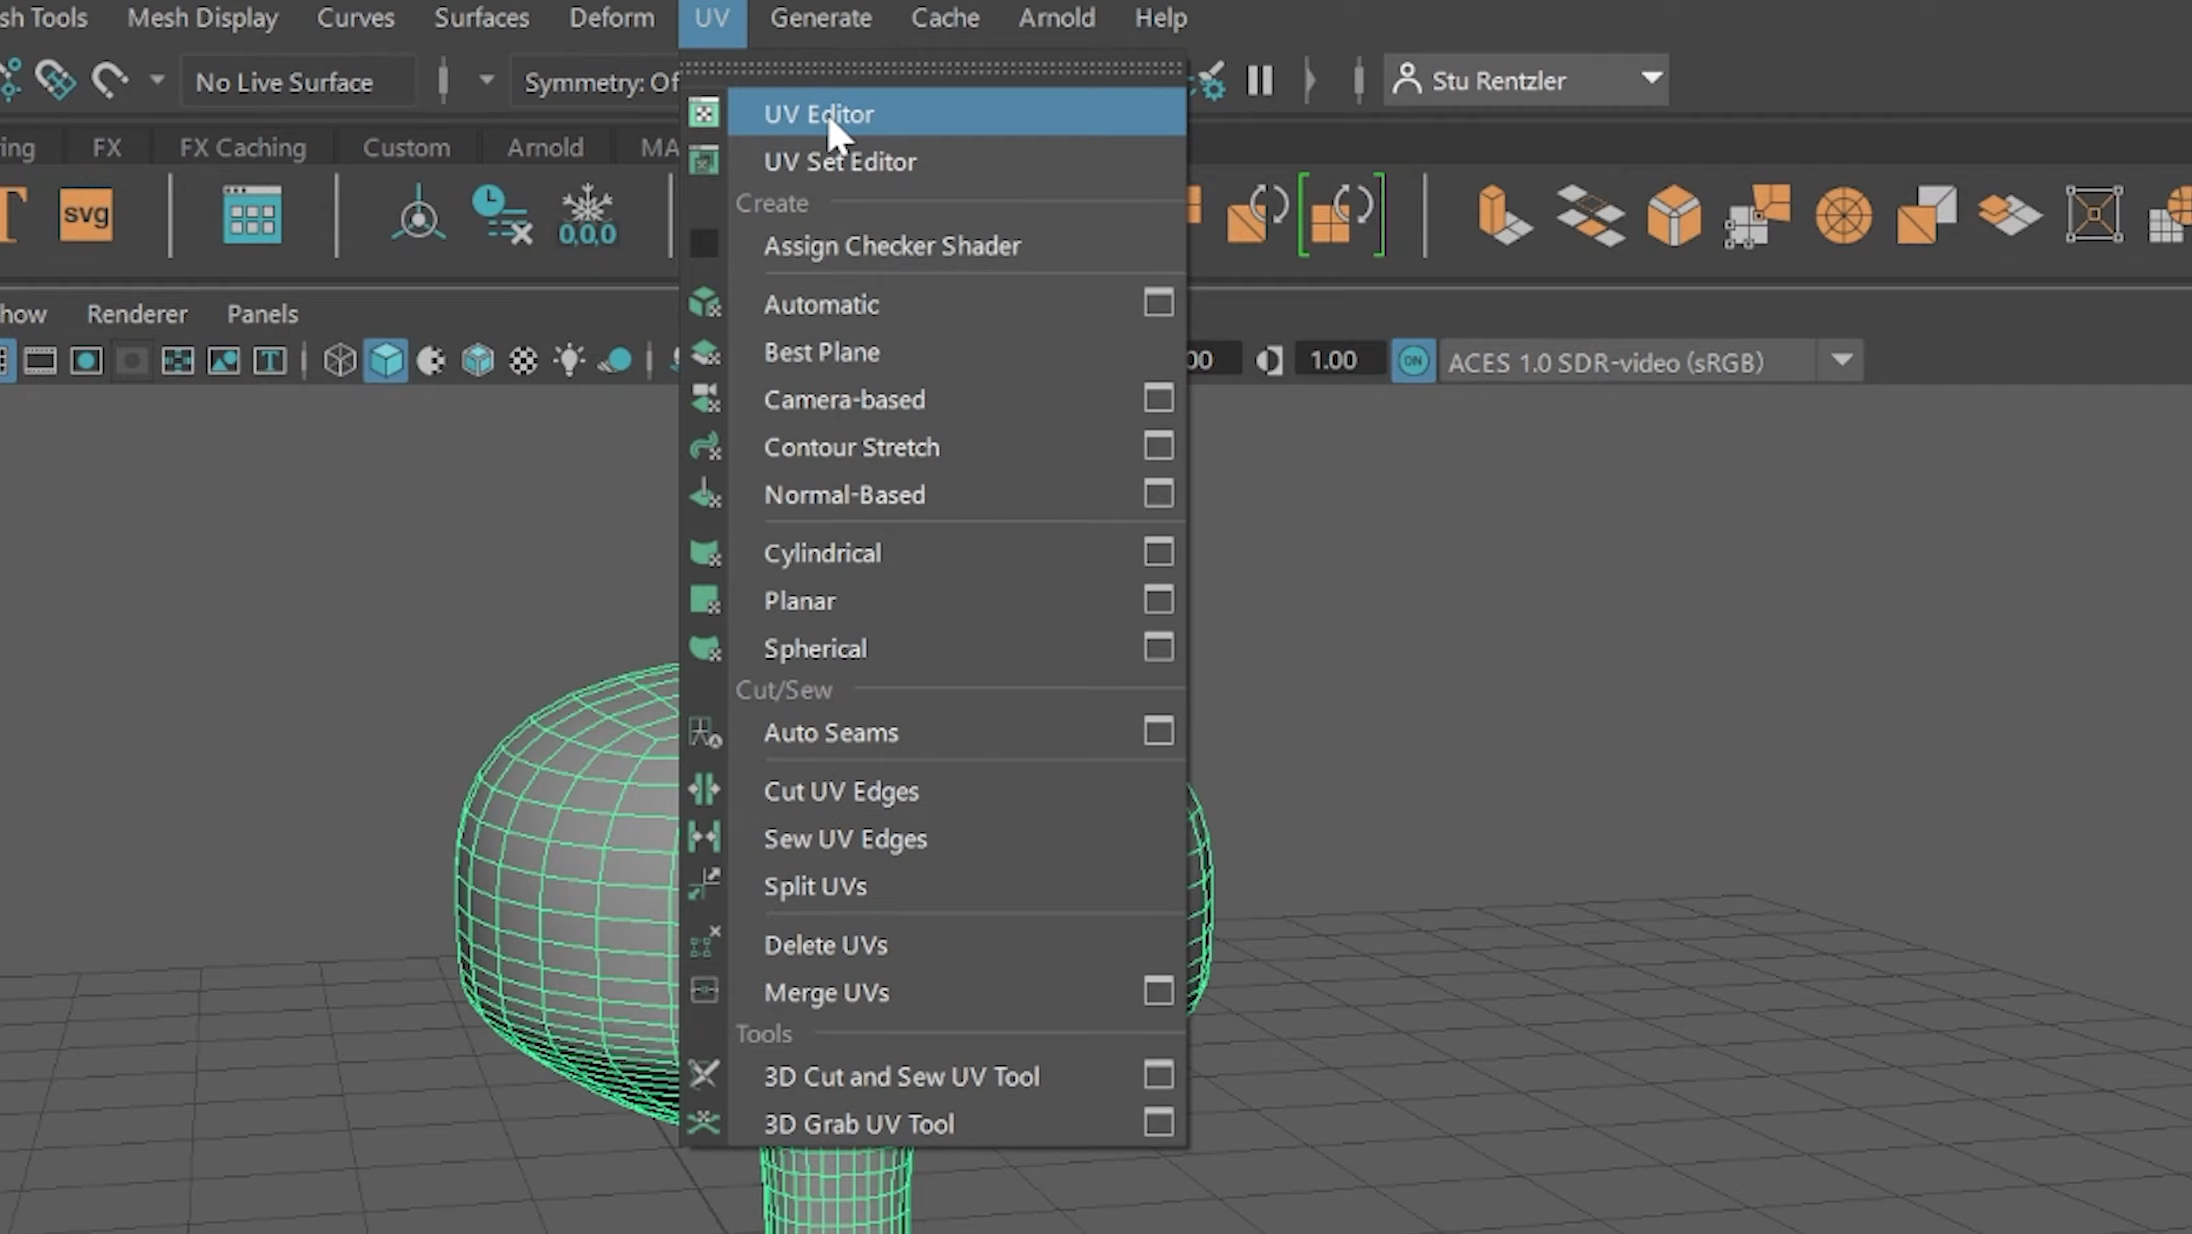 sh Tools Mesh Display Curves Surfaces Deform UV Generate Cache Arnold Help
No Live Surface Symmetry: Of Stu Rentzler
ing FX FX Caching Custom Arnold MA
T svg 0,0,0
how Renderer Panels
T 00 1.00 ON ACES 1.0 SDR-video (sRGB)
UV Editor
UV Set Editor
Create
Assign Checker Shader
Automatic
Best Plane
Camera-based
Contour Stretch
Normal-Based
Cylindrical
Planar
Spherical
Cut/Sew
Auto Seams
Cut UV Edges
Sew UV Edges
Split UVs
Delete UVs
Merge UVs
Tools
3D Cut and Sew UV Tool
3D Grab UV Tool